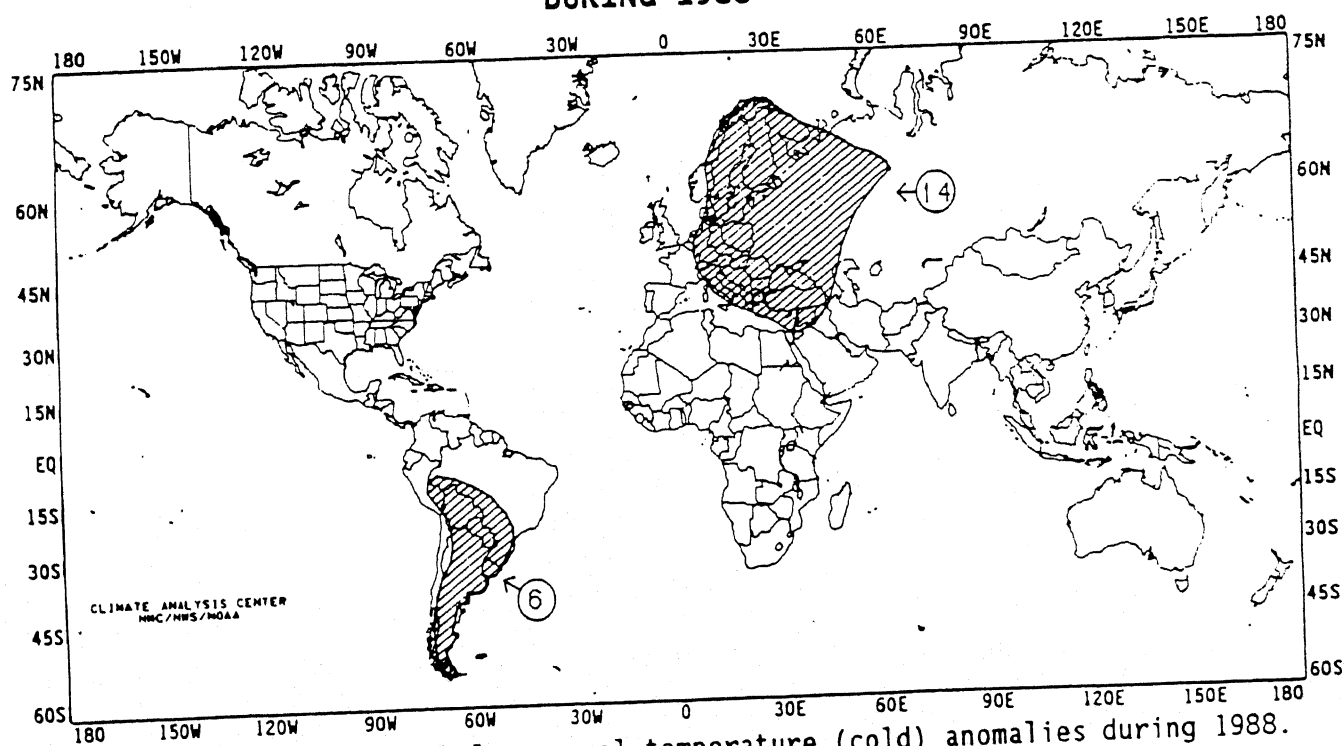 DURING
180 150W 120W 90W 60W 30W 0 30E 60E 90E 120E 150E 180
75N 75N
60N 60N
45N 45N
30N 30N
15N 15N
EQ EQ
15S 15S
30S 30S
45S 45S
60S 60S
14
6
CLIMATE ANALYSIS CENTER
NMC/NWS/NOAA
180 150W 120W 90W 60W 30W 0 30E 60E 90E 120E 150E 180
temperature (cold) anomalies during 1988.